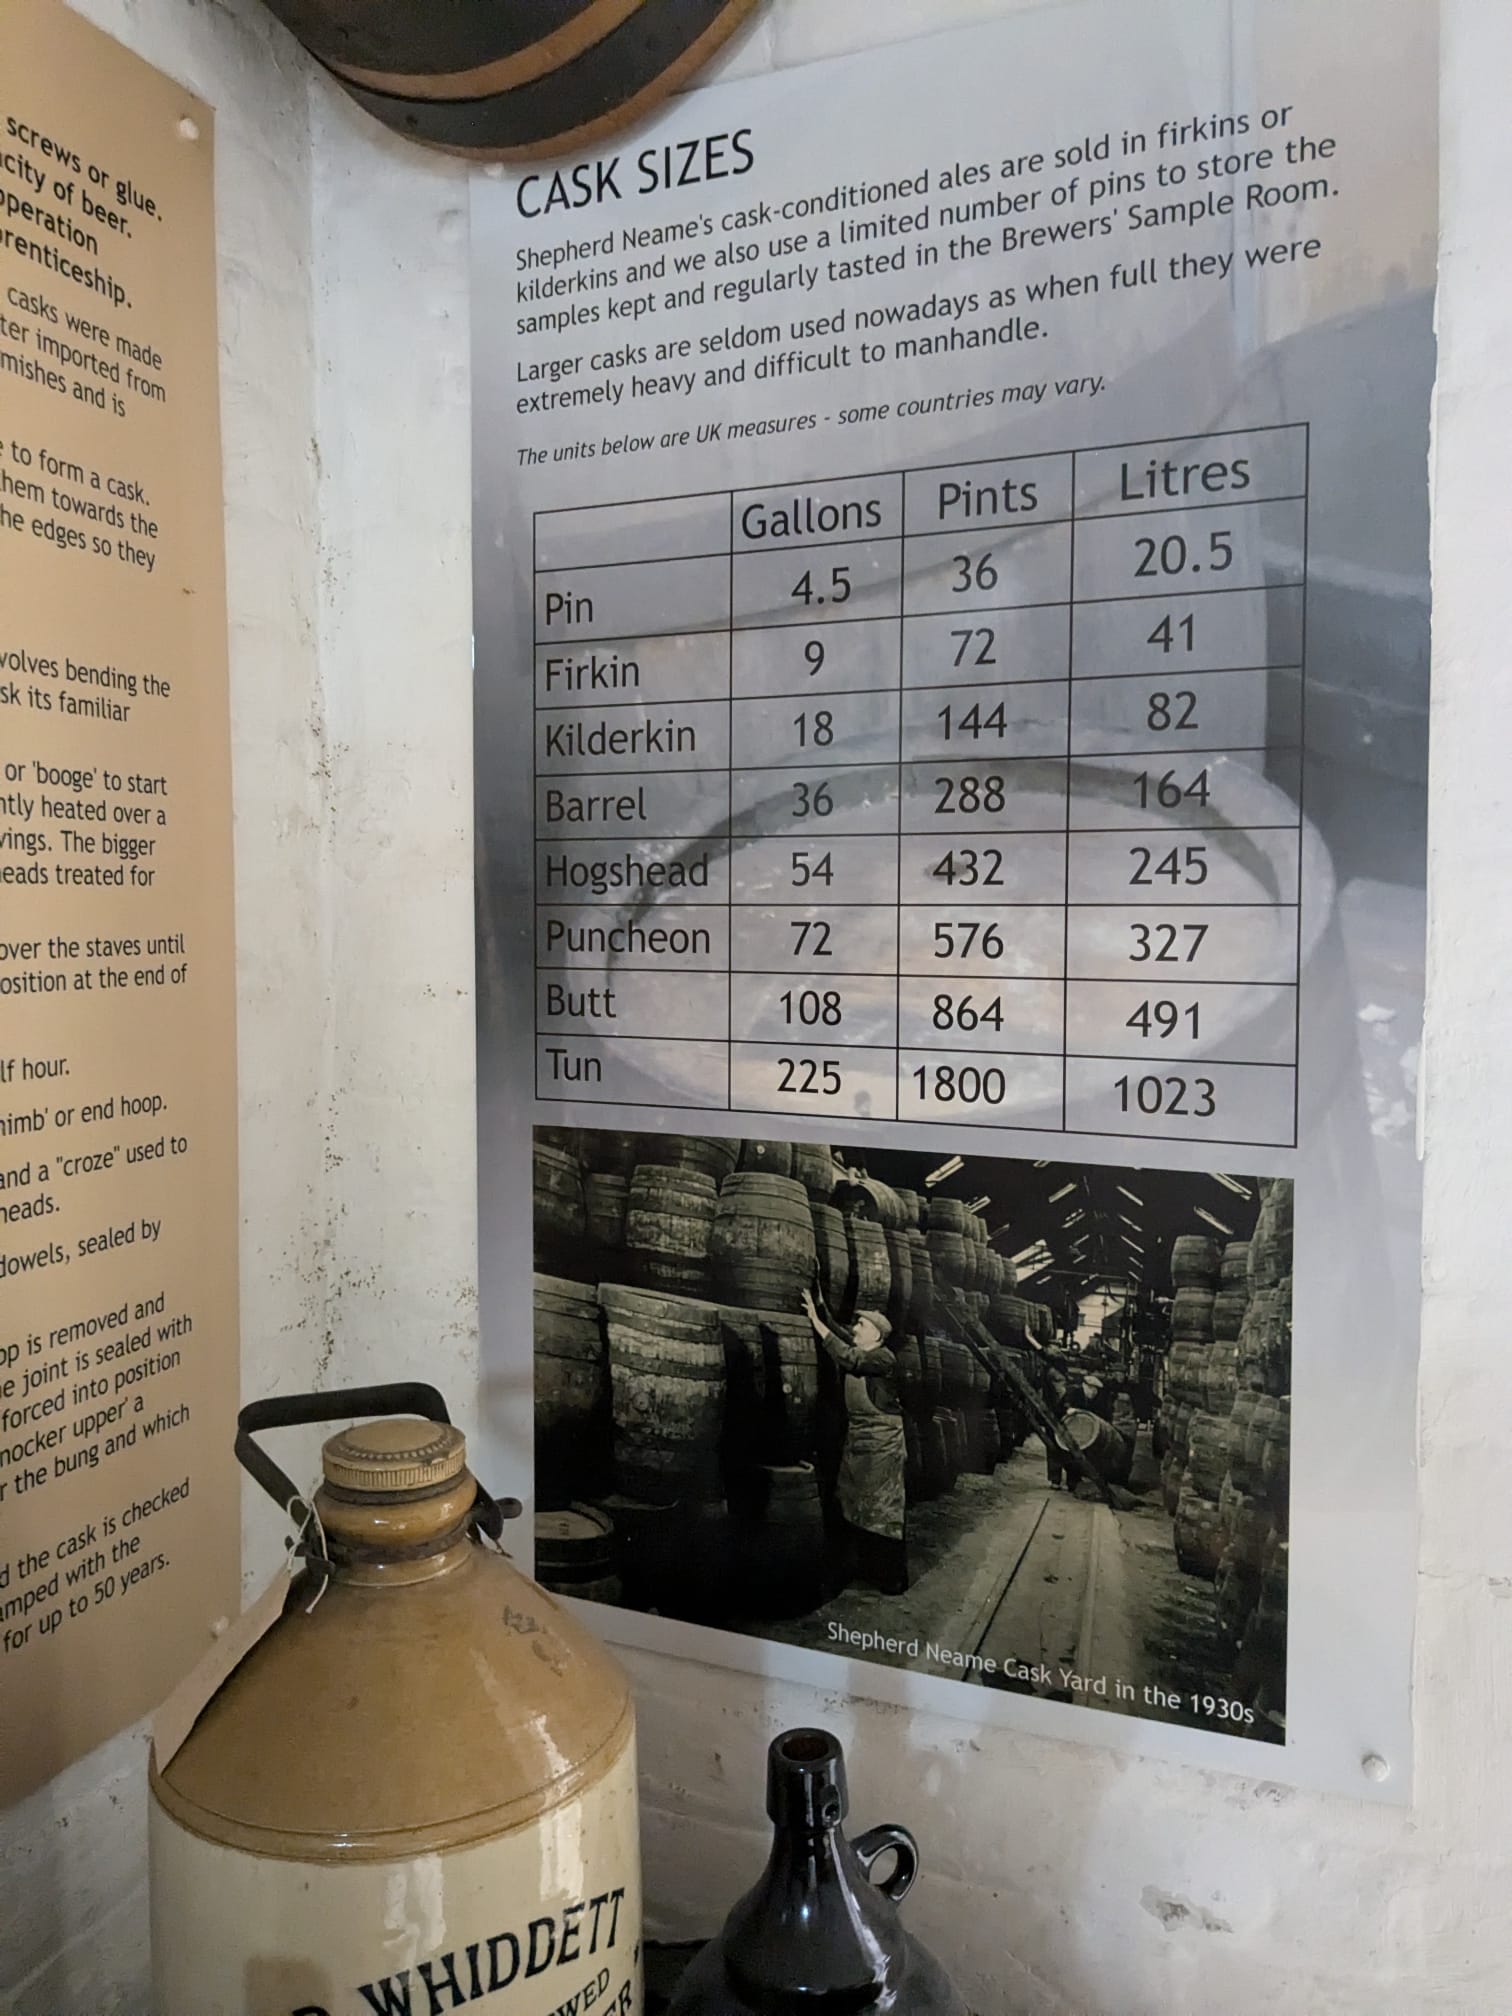 screws or glue.
city of beer.
operation
renticeship.
casks were made
ter imported from
mishes and is
to form a cask.
them towards the
he edges so they
volves bending the
sk its familiar
or 'booge' to start
ntly heated over a
vings. The bigger
eads treated for
over the staves until
osition at the end of
lf hour.
himb' or end hoop.
and a "croze" used to
heads.
dowels, sealed by
op is removed and
e joint is sealed with
forced into position
nocker upper' a
r the bung and which
d the cask is checked
amped with the
for up to 50 years.
CASK SIZES
Shepherd Neame's cask-conditioned ales are sold in firkins or
kilderkins and we also use a limited number of pins to store the
samples kept and regularly tasted in the Brewers' Sample Room.
Larger casks are seldom used nowadays as when full they were
extremely heavy and difficult to manhandle.
The units below are UK measures - some countries may vary.
Gallons Pints Litres
Pin 4.5 36 20.5
Firkin 9 72 41
Kilderkin 18 144 82
Barrel 36 288 164
Hogshead 54 432 245
Puncheon 72 576 327
Butt 108 864 491
Tun 225 1800 1023
Shepherd Neame Cask Yard in the 1930s
WHIDDETT